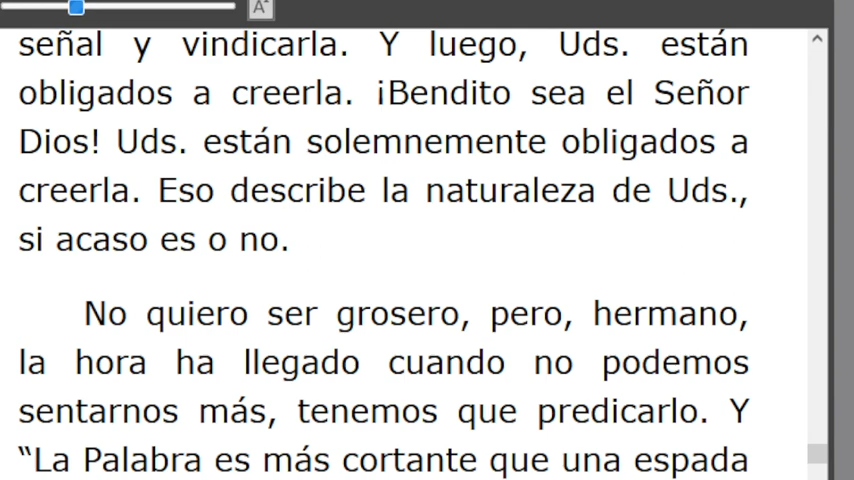 A
señal y vindicarla. Y luego, Uds. están
obligados a creerla. ¡Bendito sea el Señor
Dios! Uds. están solemnemente obligados a
creerla. Eso describe la naturaleza de Uds.,
si acaso es o no.
No quiero ser grosero, pero, hermano,
la hora ha llegado cuando no podemos
sentarnos más, tenemos que predicarlo. Y
“La Palabra es más cortante que una espada